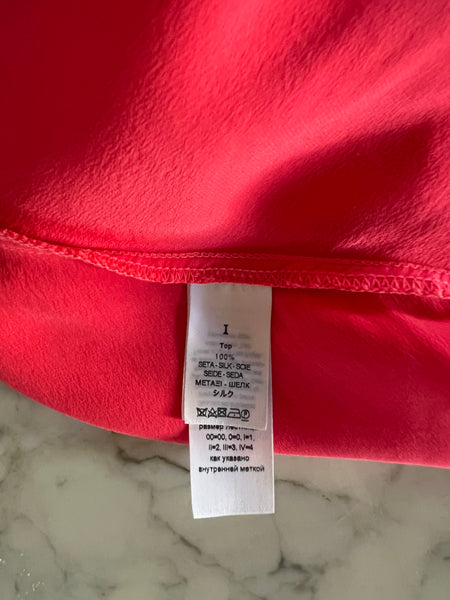 I
Top
100%
SETA - SILK - SOIE
SEIDE - SEDA
ΜΕΤΑΞΙ - ШЕЛК
シルク
размер
00=00, 0=0, I=1,
II=2, III=3, IV=4
как указано
внутренней меткой